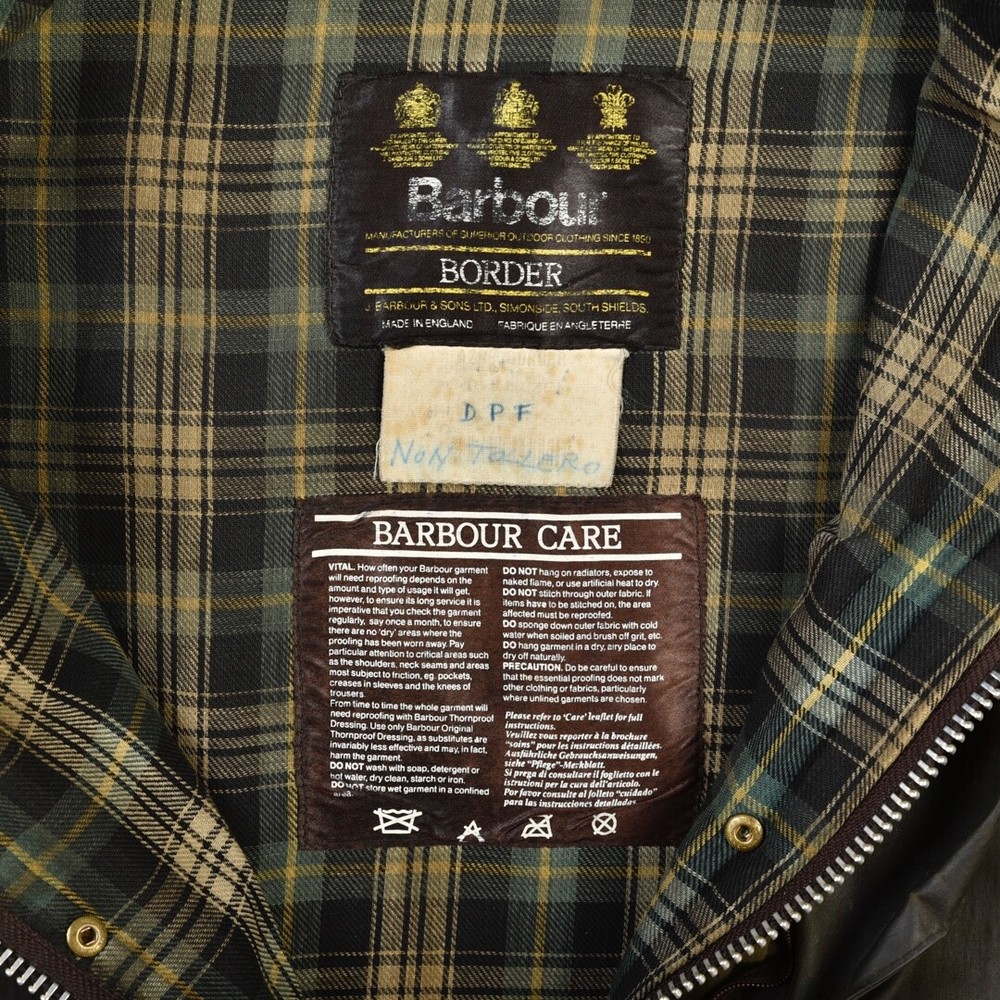 Barbour
MANUFACTURERS OF SUPERIOR OUTDOOR CLOTHING SINCE 1890
BORDER
J. BARBOUR & SONS LTD., SIMONSIDE, SOUTH SHIELDS.
MADE IN ENGLAND FABRIQUE EN ANGLETERRE
DPF
NON TOLLERO
BARBOUR CARE
VITAL. How often your Barbour garment
will need reproofing depends on the
amount and type of usage it will get,
however, to ensure its long service it is
imperative that you check the garment
regularly, say once a month, to ensure
there are no 'dry' areas where the
proofing has been worn away. Pay
particular attention to critical areas such
as the shoulders, neck seams and areas
most subject to friction, eg. pockets,
creases in sleeves and the knees of
trousers.
From time to time the whole garment will
need reproofing with Barbour Thornproof
Dressing. Use only Barbour Original
Thornproof Dressing, as substitutes are
invariably less effective and may, in fact,
harm the garment.
DO NOT wash with soap, detergent or
hot water, dry clean, starch or iron.
DO NOT store wet garment in a confined
area.
DO NOT hang on radiators, expose to
naked flame, or use artificial heat to dry.
DO NOT stitch through outer fabric. If
items have to be stitched on, the area
affected must be reproofed.
DO sponge down outer fabric with cold
water when soiled and brush off grit, etc.
DO hang garment in a dry, airy place to
dry off naturally.
PRECAUTION. Do be careful to ensure
that the essential proofing does not mark
other clothing or fabrics, particularly
where unlined garments are chosen.
Please refer to 'Care' leaflet for full
instructions.
Veuillez vous reporter à la brochure
"soins" pour les instructions détaillées.
Ausführliche Gebrauchsanweisungen,
siehe "Pflege"-Merkblatt.
Si prega di consultare il foglietto con le
istruzioni per la cura dell'articolo.
Por favor consulte al folleto "cuidado"
para las instrucciones detalladas.